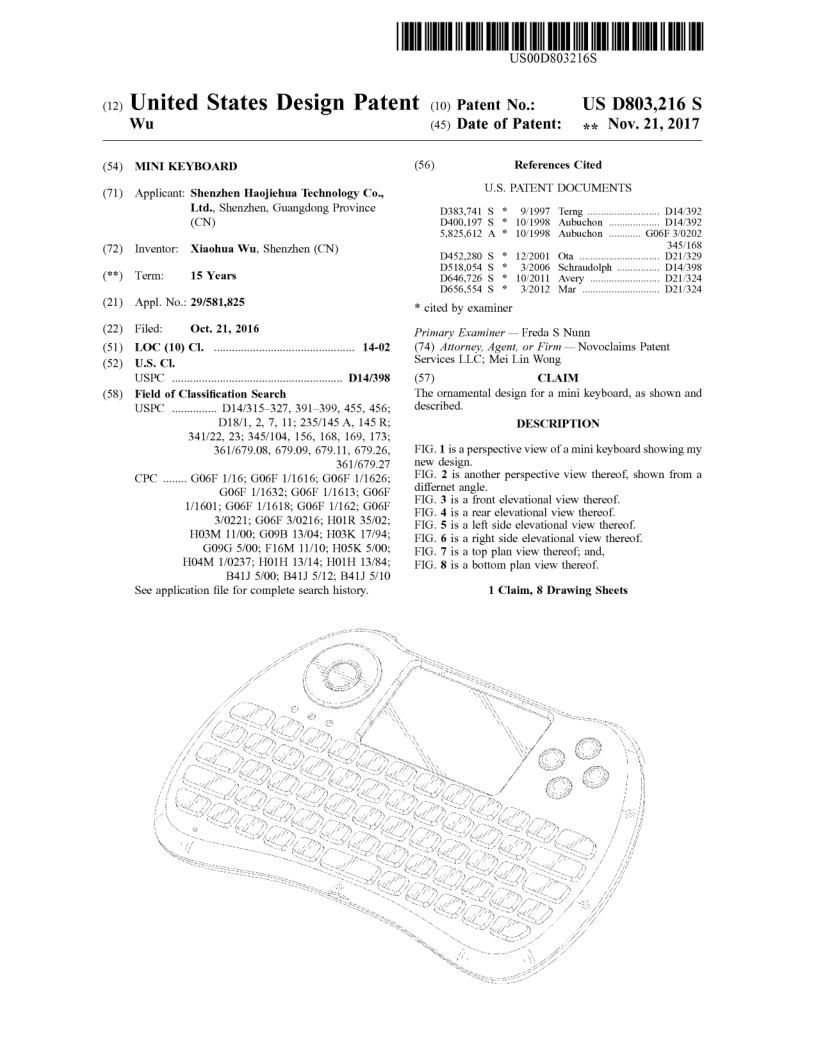 US00D803216S
(12) United States Design Patent
Wu
(10) Patent No.: US D803,216 S
(45) Date of Patent: ** Nov. 21, 2017
(54) MINI KEYBOARD
(71) Applicant: Shenzhen Haojiehua Technology Co.,
Ltd., Shenzhen, Guangdong Province
(CN)
(72) Inventor: Xiaohua Wu, Shenzhen (CN)
(**) Term: 15 Years
(21) Appl. No.: 29/581,825
(22) Filed: Oct. 21, 2016
(51) LOC (10) Cl. ............................................... 14-02
(52) U.S. Cl.
USPC ......................................................... D14/398
(58) Field of Classification Search
USPC ............... D14/315–327, 391–399, 455, 456;
D18/1, 2, 7, 11; 235/145 A, 145 R;
341/22, 23; 345/104, 156, 168, 169, 173;
361/679.08, 679.09, 679.11, 679.26,
361/679.27
CPC ........ G06F 1/16; G06F 1/1616; G06F 1/1626;
G06F 1/1632; G06F 1/1613; G06F
1/1601; G06F 1/1618; G06F 1/162; G06F
3/0221; G06F 3/0216; H01R 35/02;
H03M 11/00; G09B 13/04; H03K 17/94;
G09G 5/00; F16M 11/10; H05K 5/00;
H04M 1/0237; H01H 13/14; H01H 13/84;
B41J 5/00; B41J 5/12; B41J 5/10
See application file for complete search history.
(56) References Cited
U.S. PATENT DOCUMENTS
D383,741 S * 9/1997 Terng .......................... D14/392
D400,197 S * 10/1998 Aubuchon .................. D14/392
5,825,612 A * 10/1998 Aubuchon ........... G06F 3/0202
345/168
D452,280 S * 12/2001 Ota ............................. D21/329
D518,054 S * 3/2006 Schraudolph ............... D14/398
D646,726 S * 10/2011 Avery ......................... D21/324
D656,554 S * 3/2012 Mar ............................ D21/324
* cited by examiner
Primary Examiner — Freda S Nunn
(74) Attorney, Agent, or Firm — Novoclaims Patent
Services LLC; Mei Lin Wong
(57) CLAIM
The ornamental design for a mini keyboard, as shown and
described.
DESCRIPTION
FIG. 1 is a perspective view of a mini keyboard showing my
new design.
FIG. 2 is another perspective view thereof, shown from a
differnet angle.
FIG. 3 is a front elevational view thereof.
FIG. 4 is a rear elevational view thereof.
FIG. 5 is a left side elevational view thereof.
FIG. 6 is a right side elevational view thereof.
FIG. 7 is a top plan view thereof; and,
FIG. 8 is a bottom plan view thereof.
1 Claim, 8 Drawing Sheets